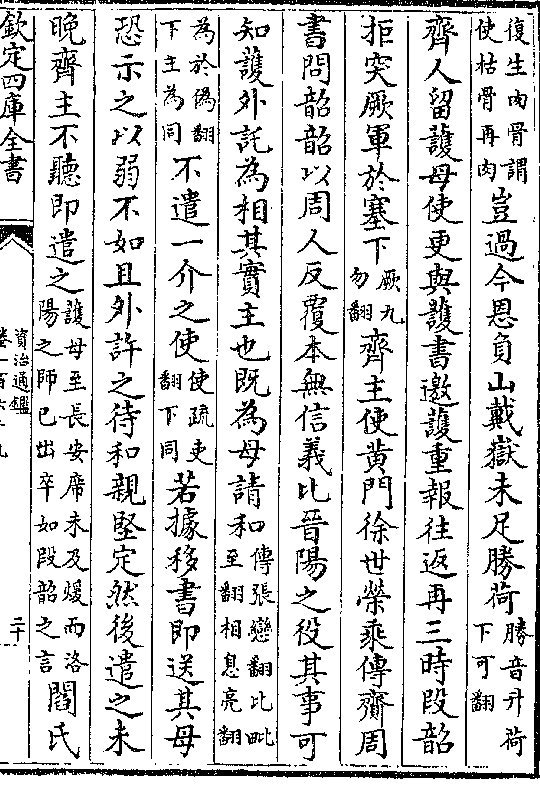 復生肉骨謂
使枯骨再肉
豈過今恩負山戴嶽未足勝荷
勝音升荷
下可翻
齊人留䕶母使更與䕶書邀䕶重報往返再三時段韶
拒突厥軍於塞下
厥九
勿翻
齊主使黄門徐世榮乘傳齎周
書問韶韶以周人反覆本無信義比晉陽之役其事可
知䕶外託為相其實主也既為母請和
傳張戀翻比毗
至翻相息亮翻
為於偽翻
下主為同
不遣一介之使
使疏吏
翻下同
若據移書即送其母
恐示之以弱不如且外許之待和親堅定然後遣之未
晚齊主不聽即遣之
䕶母至長安席未及煖而洛
陽之師已出卒如段韶之言
閻氏
欽定四庫全書
資治通鑑
卷一百六十九
二十